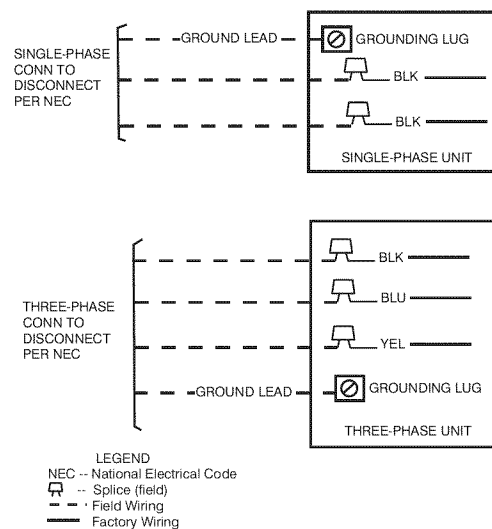 SINGLE-PHASE
CONN TO
DISCONNECT
PER NEC
GROUND LEAD
GROUNDING LUG
BLK
BLK
SINGLE-PHASE UNIT
THREE-PHASE
CONN TO
DISCONNECT
PER NEC
BLK
BLU
YEL
GROUND LEAD
GROUNDING LUG
THREE-PHASE UNIT
LEGEND
NEC -- National Electrical Code
-- Splice (field)
Field Wiring
Factory Wiring